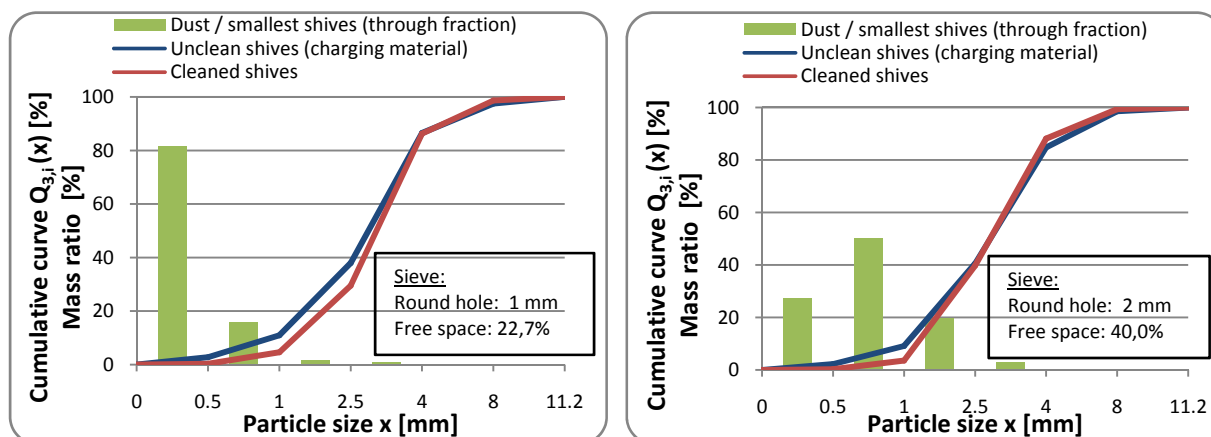 Dust / smallest shives (through fraction)
Unclean shives (charging material)
Cleaned shives
Cumulative curve Q3,i (x) [%]
Mass ratio [%]
100
80
60
40
20
0
Sieve:
Round hole: 1 mm
Free space: 22,7%
0 0.5 1 2.5 4 8 11.2
Particle size x [mm]
Dust / smallest shives (through fraction)
Unclean shives (charging material)
Cleaned shives
Cumulative curve Q3,i (x) [%]
Mass ratio [%]
100
80
60
40
20
0
Sieve:
Round hole: 2 mm
Free space: 40,0%
0 0.5 1 2.5 4 8 11.2
Particle size x [mm]